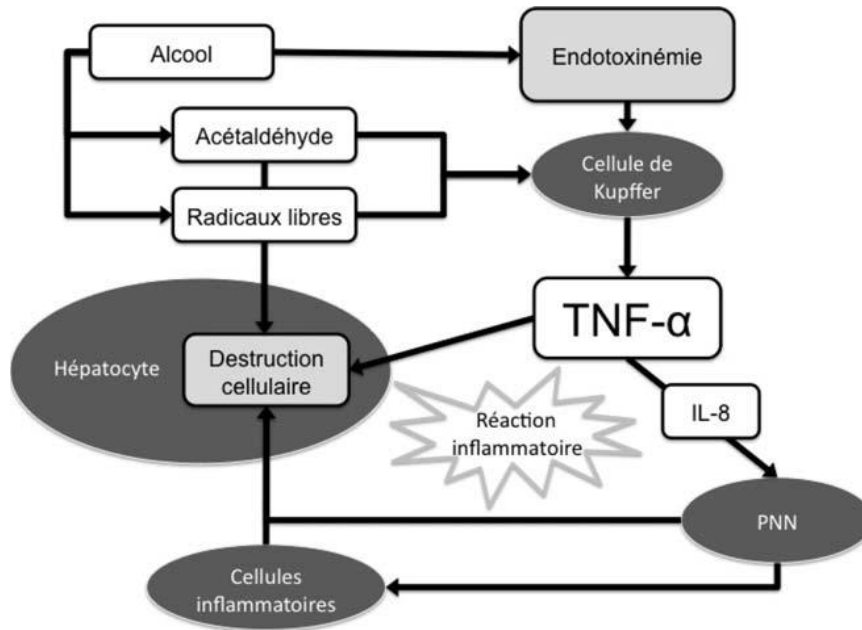 Alcool
Endotoxinémie
Acétaldéhyde
Cellule de
Kupffer
Radicaux libres
TNF-α
Hépatocyte
Destruction
cellulaire
Réaction
inflammatoire
IL-8
PNN
Cellules
inflammatoires